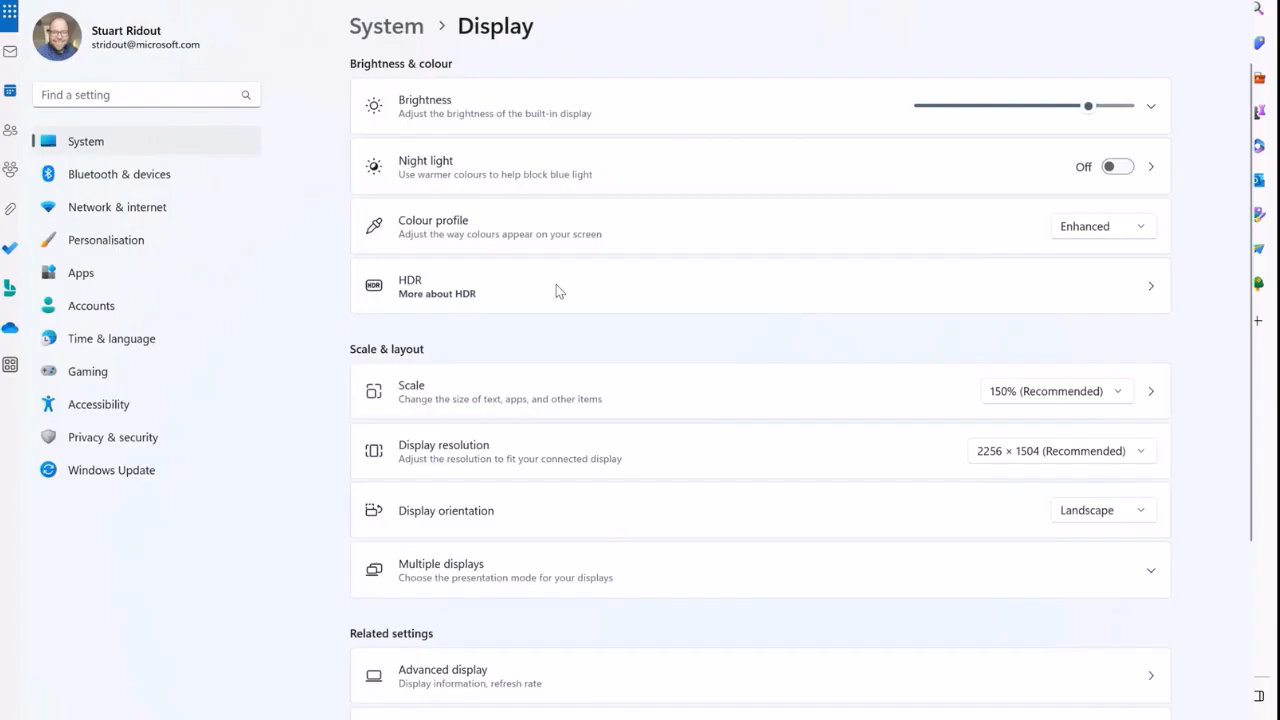 Stuart Ridout
stridout@microsoft.com
Find a setting
System
Bluetooth & devices
Network & internet
Personalisation
Apps
Accounts
Time & language
Gaming
Accessibility
Privacy & security
Windows Update
System > Display
Brightness & colour
Brightness
Adjust the brightness of the built-in display
Night light
Use warmer colours to help block blue light
Off
Colour profile
Adjust the way colours appear on your screen
Enhanced
HDR
HDR
More about HDR
Scale & layout
Scale
Change the size of text, apps, and other items
150% (Recommended)
Display resolution
Adjust the resolution to fit your connected display
2256 × 1504 (Recommended)
Display orientation
Landscape
Multiple displays
Choose the presentation mode for your displays
Related settings
Advanced display
Display information, refresh rate